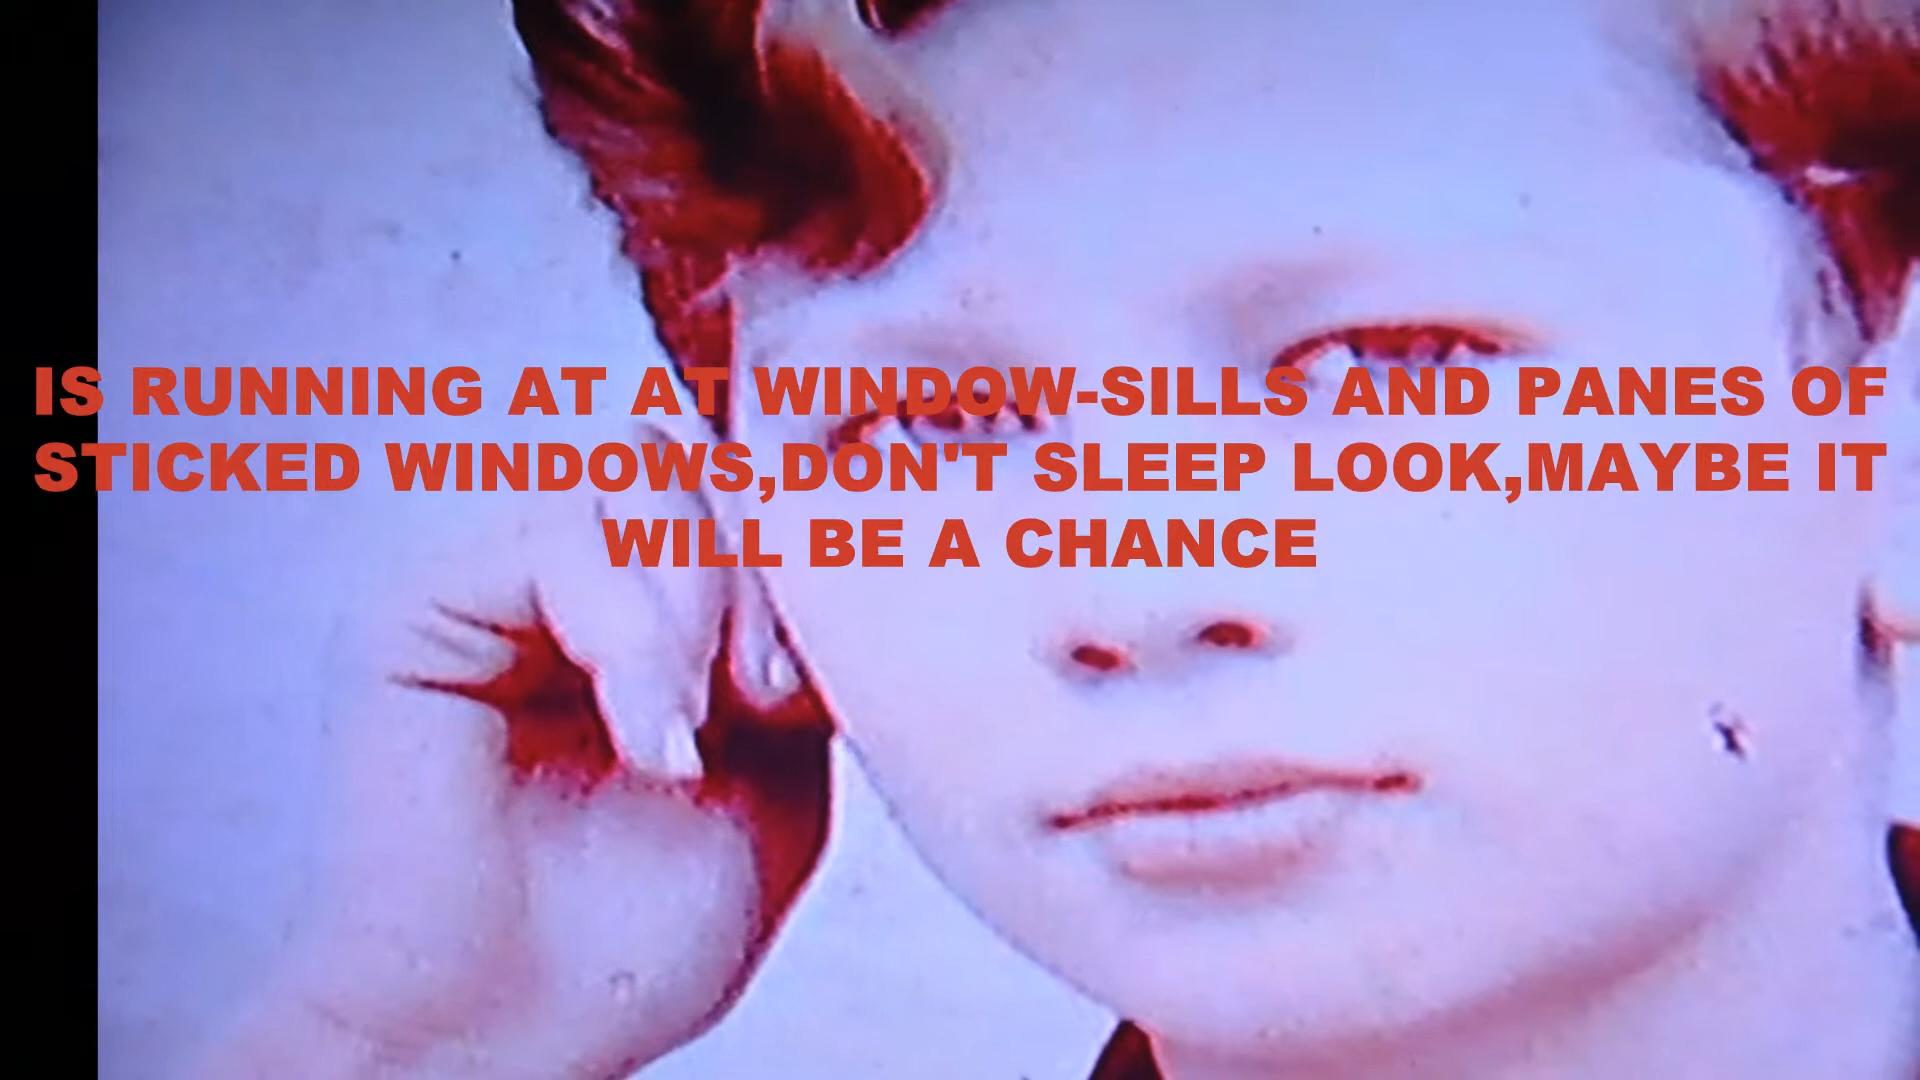 IS RUNNING AT AT WINDOW-SILLS AND PANES OF
STICKED WINDOWS,DON'T SLEEP LOOK,MAYBE IT
WILL BE A CHANCE